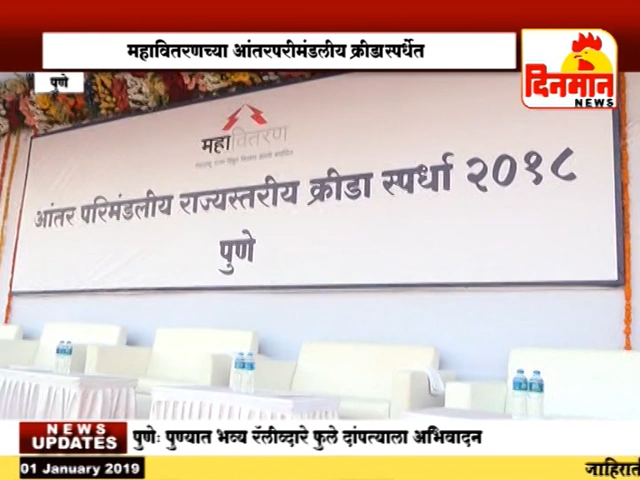 महावितरणच्या आंतरपरीमंडलीय क्रीडास्पर्धेत
पुणे
दिनमान
NEWS
महावितरण
आंतर परिमंडलीय राज्यस्तरीय क्रीडा स्पर्धा २०१८
पुणे
NEWS
UPDATES
पुणेः पुण्यात भव्य रॅलीव्दारे फुले दांपत्याला अभिवादन
01 January 2019
जाहिराती